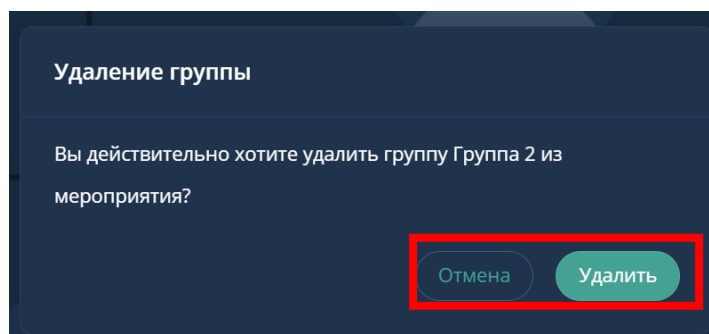 Удаление группы
Вы действительно хотите удалить группу Группа 2 из
мероприятия?
Отмена Удалить